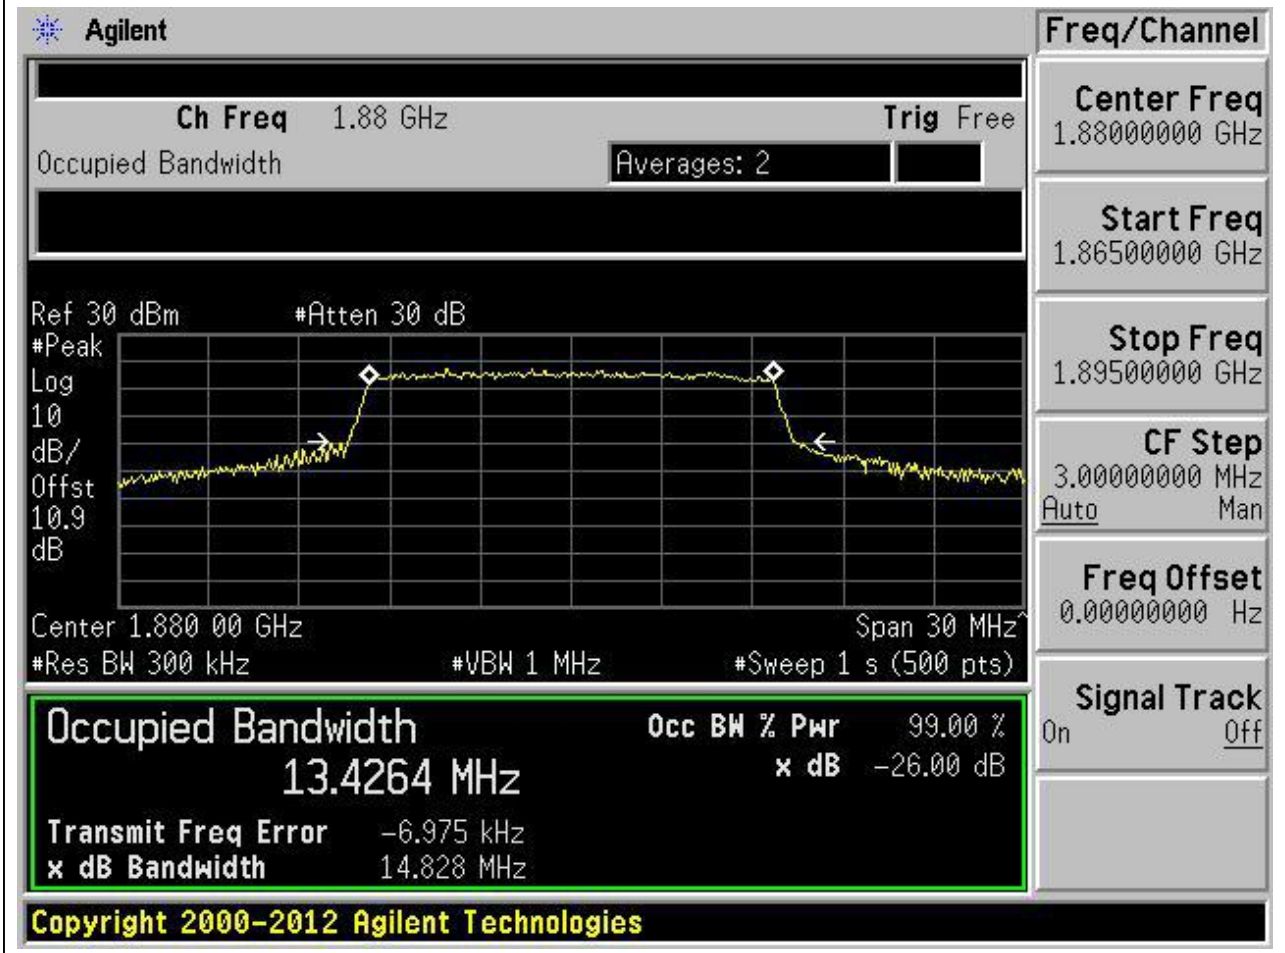 Agilent
Freq/Channel
Ch Freq 1.88 GHz Trig Free
Occupied Bandwidth Averages: 2
Center Freq
1.88000000 GHz
Start Freq
1.86500000 GHz
Stop Freq
1.89500000 GHz
CF Step
3.00000000 MHz
Auto Man
Freq Offset
0.00000000 Hz
Signal Track
On Off
Ref 30 dBm #Atten 30 dB
#Peak
Log
10
dB/
Offst
10.9
dB
Center 1.880 00 GHz Span 30 MHz^
#Res BW 300 kHz #VBW 1 MHz #Sweep 1 s (500 pts)
Occupied Bandwidth Occ BW % Pwr 99.00 %
13.4264 MHz x dB -26.00 dB
Transmit Freq Error -6.975 kHz
x dB Bandwidth 14.828 MHz
Copyright 2000-2012 Agilent Technologies